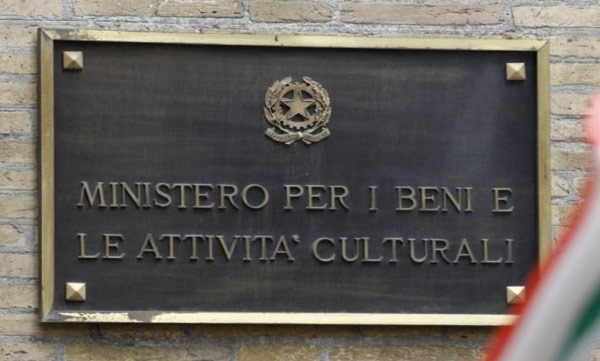 MINISTERO PER I BENI E
LE ATTIVITA' CULTURALI